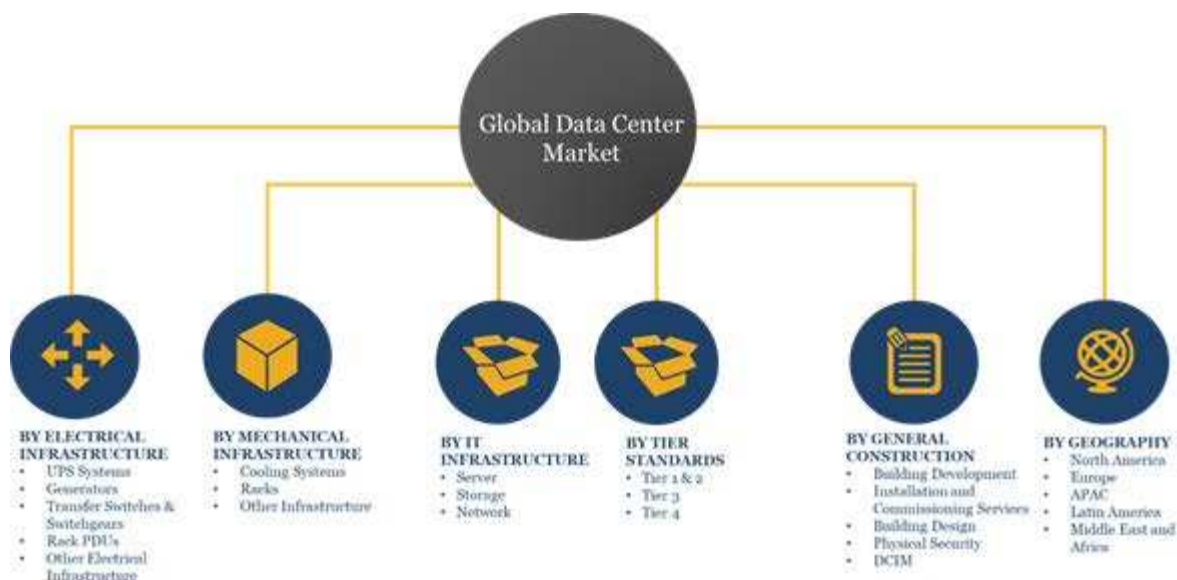 Global Data Center
Market
BY ELECTRICAL
INFRASTRUCTURE
• UPS Systems
• Generators
• Transfer Switches &
Switchgears
• Rack PDUs
• Other Electrical
Infrastructure
BY MECHANICAL
INFRASTRUCTURE
• Cooling Systems
• Racks
• Other Infrastructure
BY IT
INFRASTRUCTURE
• Server
• Storage
• Network
BY TIER
STANDARDS
• Tier 1 & 2
• Tier 3
• Tier 4
BY GENERAL
CONSTRUCTION
• Building Development
• Installation and
Commissioning Services
• Building Design
• Physical Security
• DCIM
BY GEOGRAPHY
• North America
• Europe
• APAC
• Latin America
• Middle East and
Africa